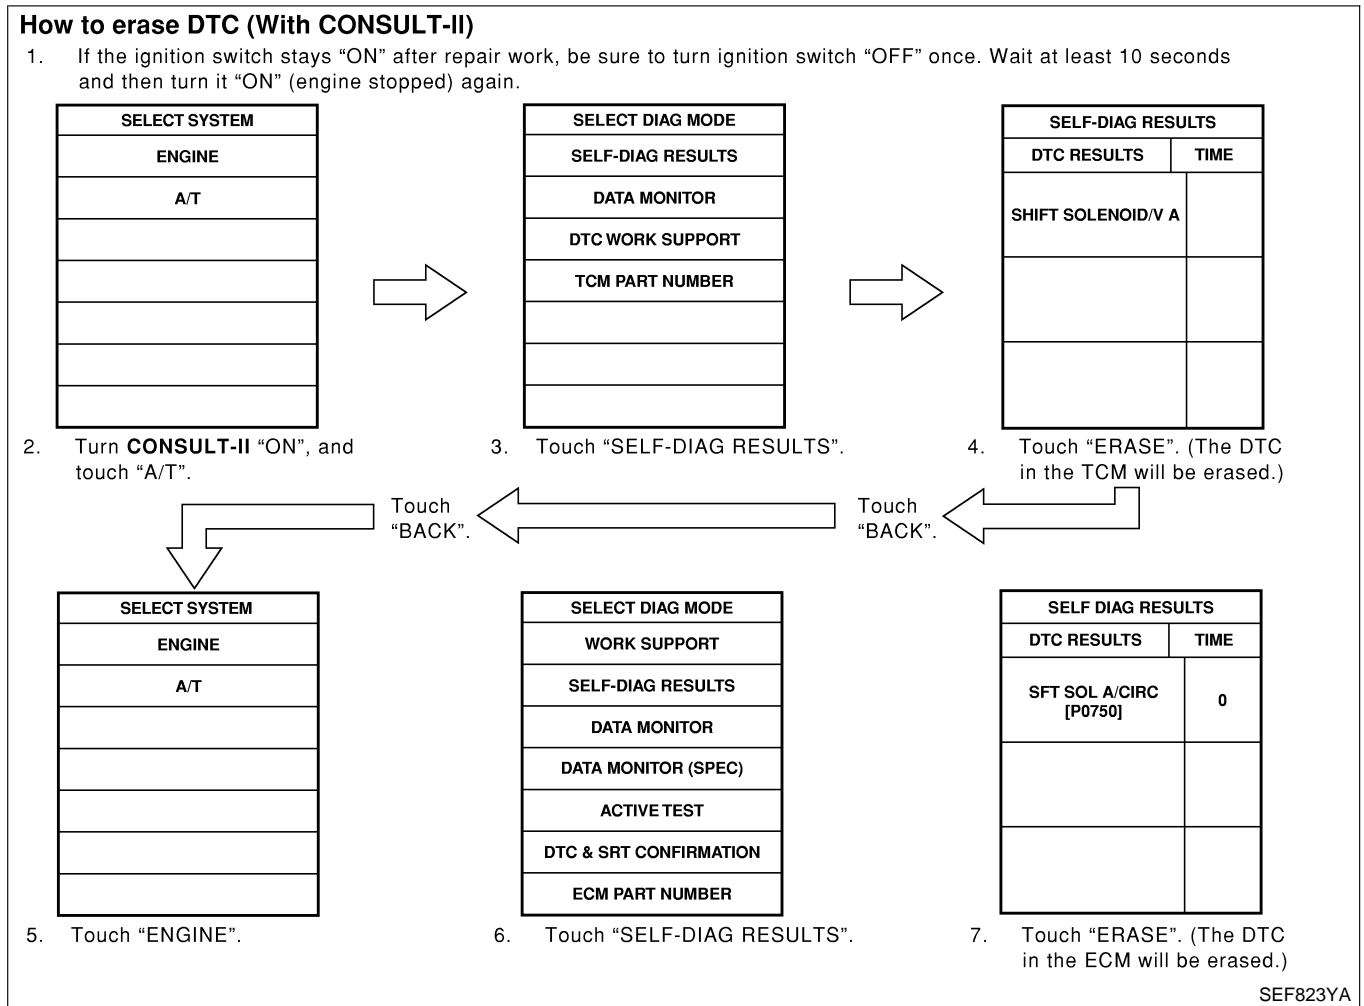 How to erase DTC (With CONSULT-II)
1. If the ignition switch stays “ON” after repair work, be sure to turn ignition switch “OFF” once. Wait at least 10 seconds
and then turn it “ON” (engine stopped) again.
SELECT SYSTEM
ENGINE
A/T
SELECT DIAG MODE
SELF-DIAG RESULTS
DATA MONITOR
DTC WORK SUPPORT
TCM PART NUMBER
SELF-DIAG RESULTS
DTC RESULTS TIME
SHIFT SOLENOID/V A
2. Turn CONSULT-II “ON”, and
touch “A/T”.
3. Touch “SELF-DIAG RESULTS”.
4. Touch “ERASE”. (The DTC
in the TCM will be erased.)
Touch
“BACK”.
Touch
“BACK”.
SELECT SYSTEM
ENGINE
A/T
SELECT DIAG MODE
WORK SUPPORT
SELF-DIAG RESULTS
DATA MONITOR
DATA MONITOR (SPEC)
ACTIVE TEST
DTC & SRT CONFIRMATION
ECM PART NUMBER
SELF DIAG RESULTS
DTC RESULTS TIME
SFT SOL A/CIRC 0
[P0750]
5. Touch “ENGINE”.
6. Touch “SELF-DIAG RESULTS”.
7. Touch “ERASE”. (The DTC
in the ECM will be erased.)
SEF823YA